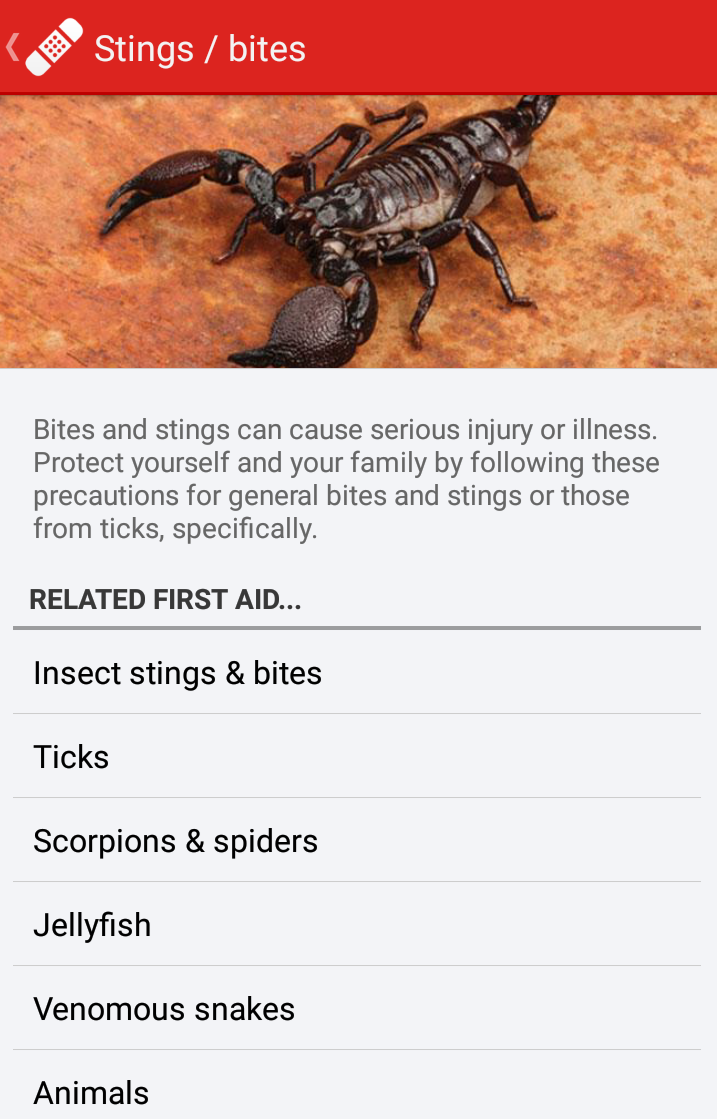 Stings / bites
Bites and stings can cause serious injury or illness.
Protect yourself and your family by following these
precautions for general bites and stings or those
from ticks, specifically.
RELATED FIRST AID...
Insect stings & bites
Ticks
Scorpions & spiders
Jellyfish
Venomous snakes
Animals